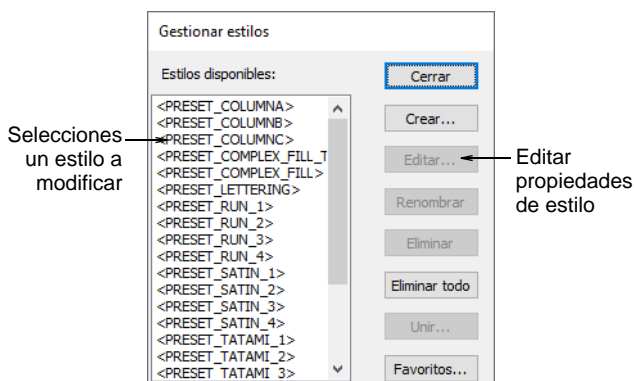 Gestionar estilos
Estilos disponibles:
Cerrar
<PRESET_COLUMNA>
<PRESET_COLUMNB>
<PRESET_COLUMNC>
<PRESET_COMPLEX_FILL_T
<PRESET_COMPLEX_FILL>
<PRESET_LETTERING>
<PRESET_RUN_1>
<PRESET_RUN_2>
<PRESET_RUN_3>
<PRESET_RUN_4>
<PRESET_SATIN_1>
<PRESET_SATIN_2>
<PRESET_SATIN_3>
<PRESET_SATIN_4>
<PRESET_TATAMI_1>
<PRESET_TATAMI_2>
<PRESET_TATAMI_3>
Crear...
Editar...
Renombrar
Eliminar
Eliminar todo
Unir...
Favoritos...
Selecciones
un estilo a
modificar
Editar
propiedades
de estilo